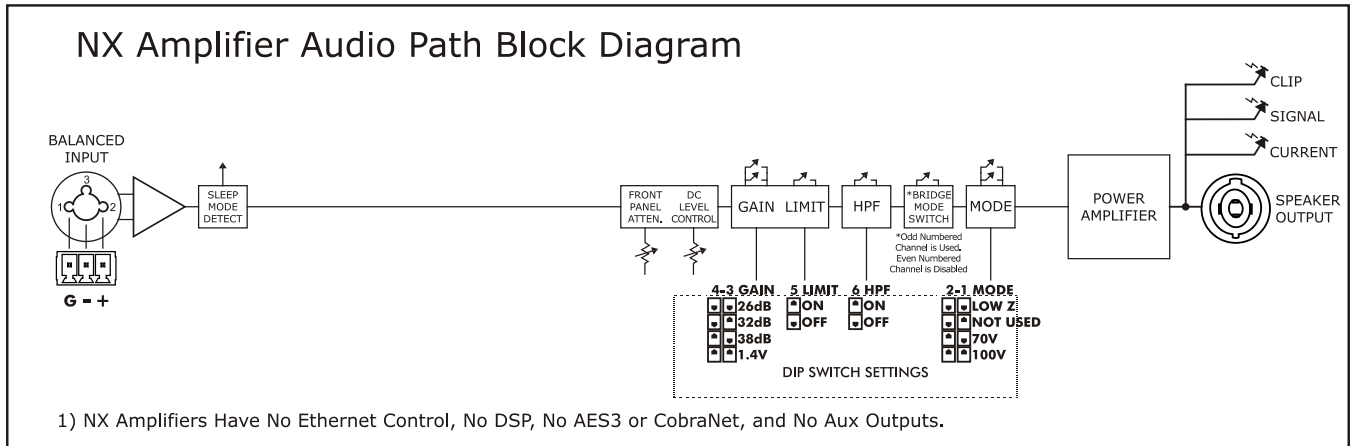 NX Amplifier Audio Path Block Diagram
BALANCED
INPUT
3
1
2
G - +
SLEEP
MODE
DETECT
FRONT
PANEL
ATTEN.
DC
LEVEL
CONTROL
GAIN
LIMIT
HPF
*BRIDGE
MODE
SWITCH
*Odd Numbered
Channel is Used.
Even Numbered
Channel is Disabled
MODE
POWER
AMPLIFIER
CLIP
SIGNAL
CURRENT
SPEAKER
OUTPUT
4-3 GAIN
26dB
32dB
38dB
1.4V
5 LIMIT
ON
OFF
6 HPF
ON
OFF
2-1 MODE
LOW Z
NOT USED
70V
100V
DIP SWITCH SETTINGS
1) NX Amplifiers Have No Ethernet Control, No DSP, No AES3 or CobraNet, and No Aux Outputs.